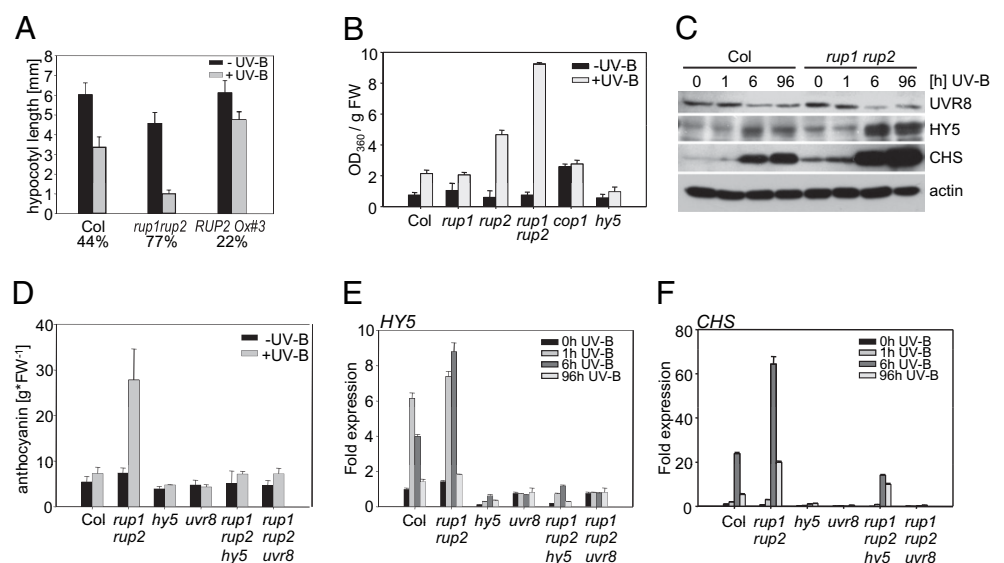 A
hypocotyl length [mm]
8
7
6
5
4
3
2
1
0
- UV-B
+ UV-B
Col rup1rup2 RUP2 Ox#3
44% 77% 22%
B
OD360 / g FW
10
8
6
4
2
0
-UV-B
+UV-B
Col rup1 rup2 rup1 cop1 hy5
rup2
C
Col rup1 rup2
0 1 6 96 0 1 6 96 [h] UV-B
UVR8
HY5
CHS
actin
D
anthocyanin [g*FW-1]
40
30
20
10
0
-UV-B
+UV-B
Col rup1 hy5 uvr8 rup1 rup1
rup2 rup2 rup2
hy5 uvr8
E
HY5
Fold expression
10
8
6
4
2
0
0h UV-B
1h UV-B
6h UV-B
96h UV-B
Col rup1 hy5 uvr8 rup1 rup1
rup2 rup2 rup2
hy5 uvr8
F
CHS
Fold expression
80
60
40
20
0
0h UV-B
1h UV-B
6h UV-B
96h UV-B
Col rup1 hy5 uvr8 rup1 rup1
rup2 rup2 rup2
hy5 uvr8